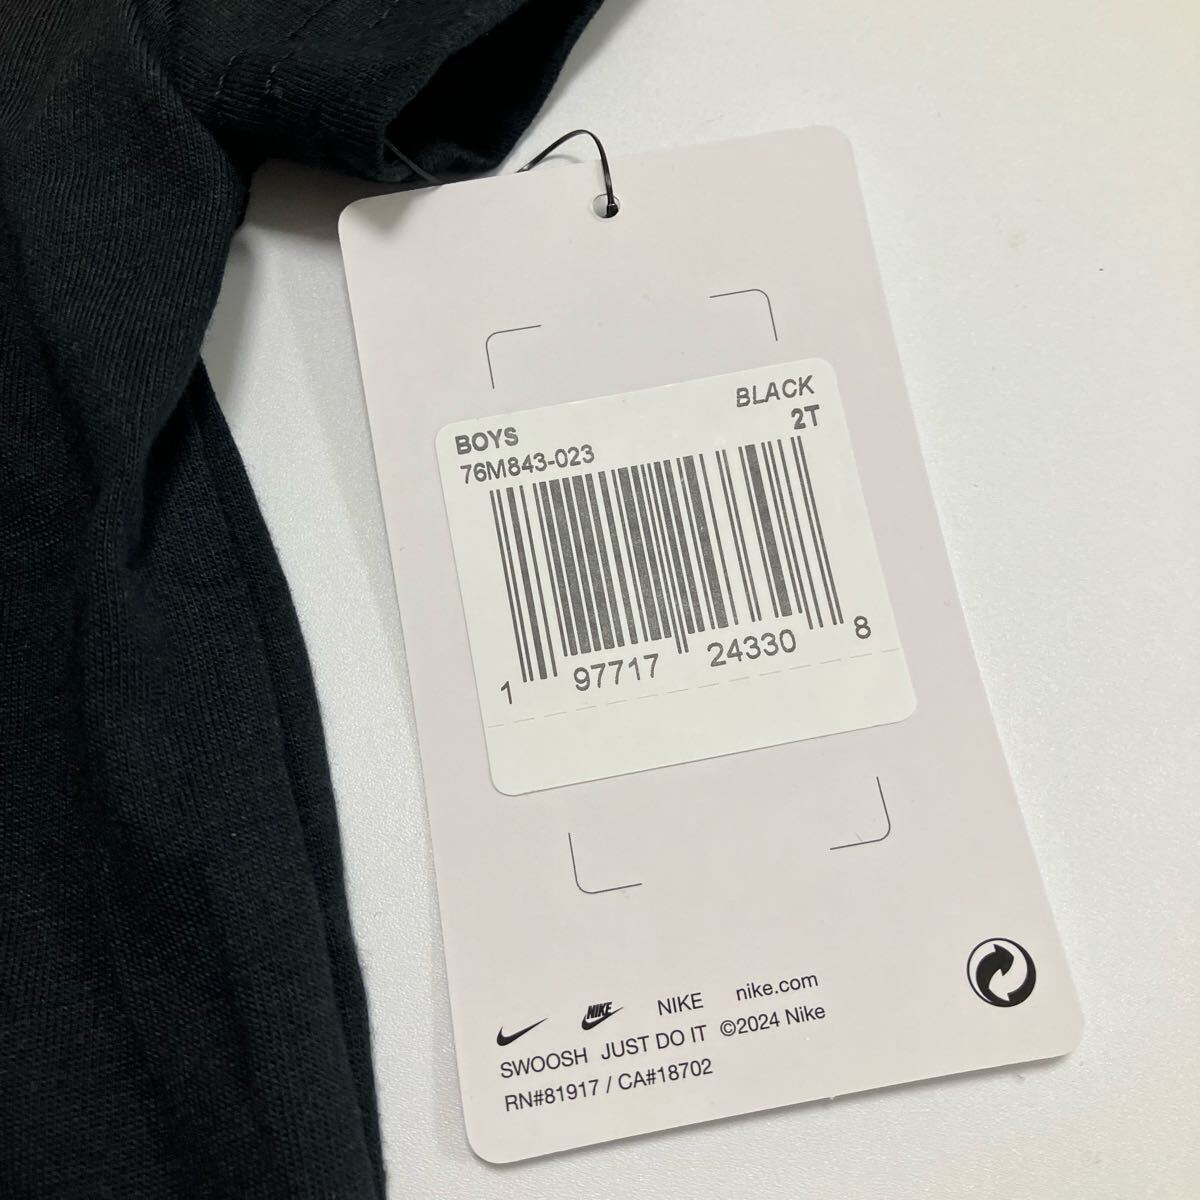 BLACK
BOYS 2T
76M843-023
1 97717 24330 8
NIKE NIKE nike.com
SWOOSH JUST DO IT ©2024 Nike
RN#81917 / CA#18702